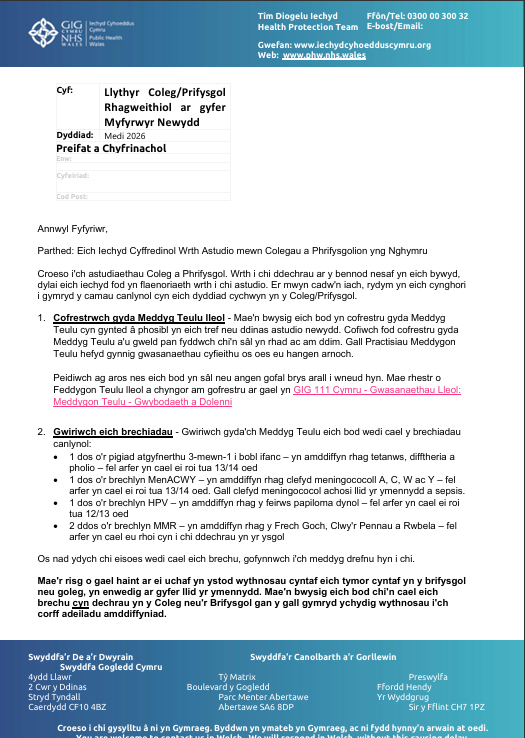 GIG
CYMRU
NHS
WALES
Iechyd Cyhoeddus
Cymru
Public Health
Wales
Tîm Diogelu Iechyd
Health Protection Team
Ffôn/Tel: 0300 00 300 32
E-bost/Email:
Gwefan: www.iechydcyhoedduscymru.org
Web: www.phw.nhs.wales
Cyf: Llythyr Coleg/Prifysgol
Rhagweithiol ar gyfer
Myfyrwyr Newydd
Dyddiad: Medi 2026
Preifat a Chyfrinachol
Enw:
Cyfeiriad:
Cod Post:
Annwyl Fyfyriwr,
Parthed: Eich Iechyd Cyffredinol Wrth Astudio mewn Colegau a Phrifysgolion yng Nghymru
Croeso i'ch astudiaethau Coleg a Phrifysgol. Wrth i chi ddechrau ar y bennod nesaf yn eich bywyd,
dylai eich iechyd fod yn flaenoriaeth wrth i chi astudio. Er mwyn cadw'n iach, rydym yn eich cynghori
i gymryd y camau canlynol cyn eich dyddiad cychwyn yn y Coleg/Prifysgol.
1. Cofrestrwch gyda Meddyg Teulu lleol - Mae'n bwysig eich bod yn cofrestru gyda Meddyg
Teulu cyn gynted â phosibl yn eich tref neu ddinas astudio newydd. Cofiwch fod cofrestru gyda
Meddyg Teulu a'u gweld pan fyddwch chi'n sâl yn rhad ac am ddim. Gall Practisiau Meddygon
Teulu hefyd gynnig gwasanaethau cyfieithu os oes eu hangen arnoch.
Peidiwch ag aros nes eich bod yn sâl neu angen gofal brys arall i wneud hyn. Mae rhestr o
Feddygon Teulu lleol a chyngor am gofrestru ar gael yn GIG 111 Cymru - Gwasanaethau Lleol:
Meddygon Teulu - Gwybodaeth a Dolenni
2. Gwiriwch eich brechiadau - Gwiriwch gyda'ch Meddyg Teulu eich bod wedi cael y brechiadau
canlynol:
• 1 dos o'r pigiad atgyfnerthu 3-mewn-1 i bobl ifanc – yn amddiffyn rhag tetanws, difftheria a
pholio – fel arfer yn cael ei roi tua 13/14 oed
• 1 dos o'r brechlyn MenACWY – yn amddiffyn rhag clefyd meningococoll A, C, W ac Y – fel
arfer yn cael ei roi tua 13/14 oed. Gall clefyd meningococol achosi llid yr ymennydd a sepsis.
• 1 dos o'r brechlyn HPV – yn amddiffyn rhag y feirws papiloma dynol – fel arfer yn cael ei roi
tua 12/13 oed
• 2 ddos o'r brechlyn MMR – yn amddiffyn rhag y Frech Goch, Clwy'r Pennau a Rwbela – fel
arfer yn cael eu rhoi cyn i chi ddechrau yn yr ysgol
Os nad ydych chi eisoes wedi cael eich brechu, gofynnwch i'ch meddyg drefnu hyn i chi.
Mae'r risg o gael haint ar ei uchaf yn ystod wythnosau cyntaf eich tymor cyntaf yn y brifysgol
neu goleg, yn enwedig ar gyfer llid yr ymennydd. Mae'n bwysig eich bod chi'n cael eich
brechu cyn dechrau yn y Coleg neu'r Brifysgol gan y gall gymryd ychydig wythnosau i'ch
corff adeiladu amddiffyniad.
Swyddfa'r De a'r Dwyrain Swyddfa'r Canolbarth a'r Gorllewin
Swyddfa Gogledd Cymru
4ydd Llawr Tŷ Matrix Preswylfa
2 Cwr y Ddinas Boulevard y Gogledd Ffordd Hendy
Stryd Tyndall Parc Menter Abertawe Yr Wyddgrug
Caerdydd CF10 4BZ Abertawe SA6 8DP Sir y Fflint CH7 1PZ
Croeso i chi gysylltu â ni yn Gymraeg. Byddwn yn ymateb yn Gymraeg, ac ni fydd hynny'n arwain at oedi.
You are welcome to contact us in Welsh. We will respond in Welsh, without this causing delay.